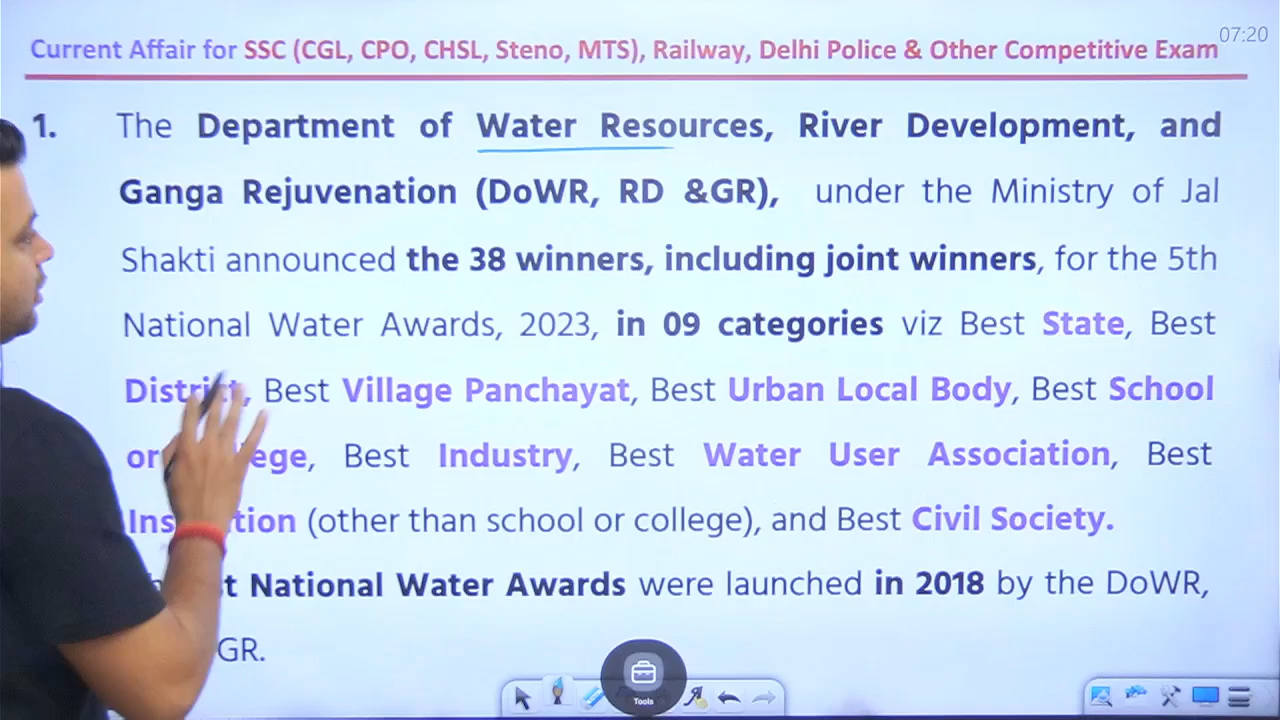 07:20
Current Affair for SSC (CGL, CPO, CHSL, Steno, MTS), Railway, Delhi Police & Other Competitive Exam
1. The Department of Water Resources, River Development, and
Ganga Rejuvenation (DoWR, RD &GR), under the Ministry of Jal
Shakti announced the 38 winners, including joint winners, for the 5th
National Water Awards, 2023, in 09 categories viz Best State, Best
District, Best Village Panchayat, Best Urban Local Body, Best School
or Best Industry, Best Water User Association, Best
(other than school or college), and Best Civil Society.
National Water Awards were launched in 2018 by the DoWR,
GR.
Tools